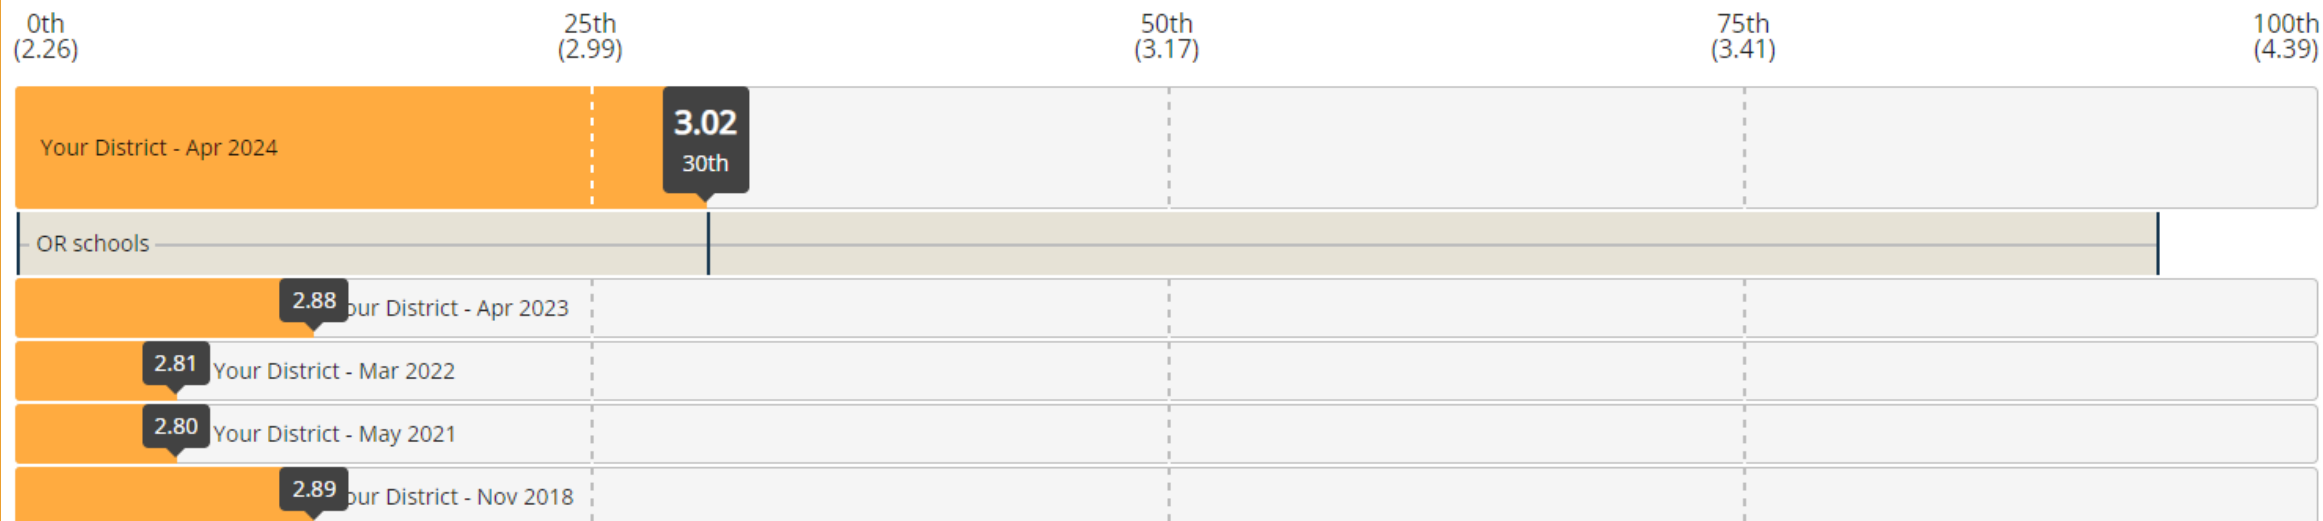 0th 25th 50th 75th 100th
(2.26) (2.99) (3.17) (3.41) (4.39)
3.02
Your District - Apr 2024
30th
OR schools
2.88 our District - Apr 2023
2.81 Your District - Mar 2022
2.80 Your District - May 2021
2.89 our District - Nov 2018